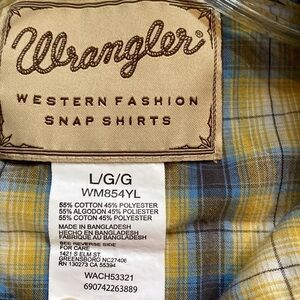 Wrangler®
WESTERN FASHION
SNAP SHIRTS
L/G/G
WM854YL
55% COTTON 45% POLYESTER
55% ALGODON 45% POLYESTER
55% COTON 45% POLYESTER
MADE IN BANGLADESH
HECHO EN BANGLADESH
FABRIQUE AU BANGLADESH
SEE REVERSE SIDE
FOR CARE
1421 S ELM ST
GREENSBORO NC27406
RN 130273 CA 55394
WACH53321
690742263889